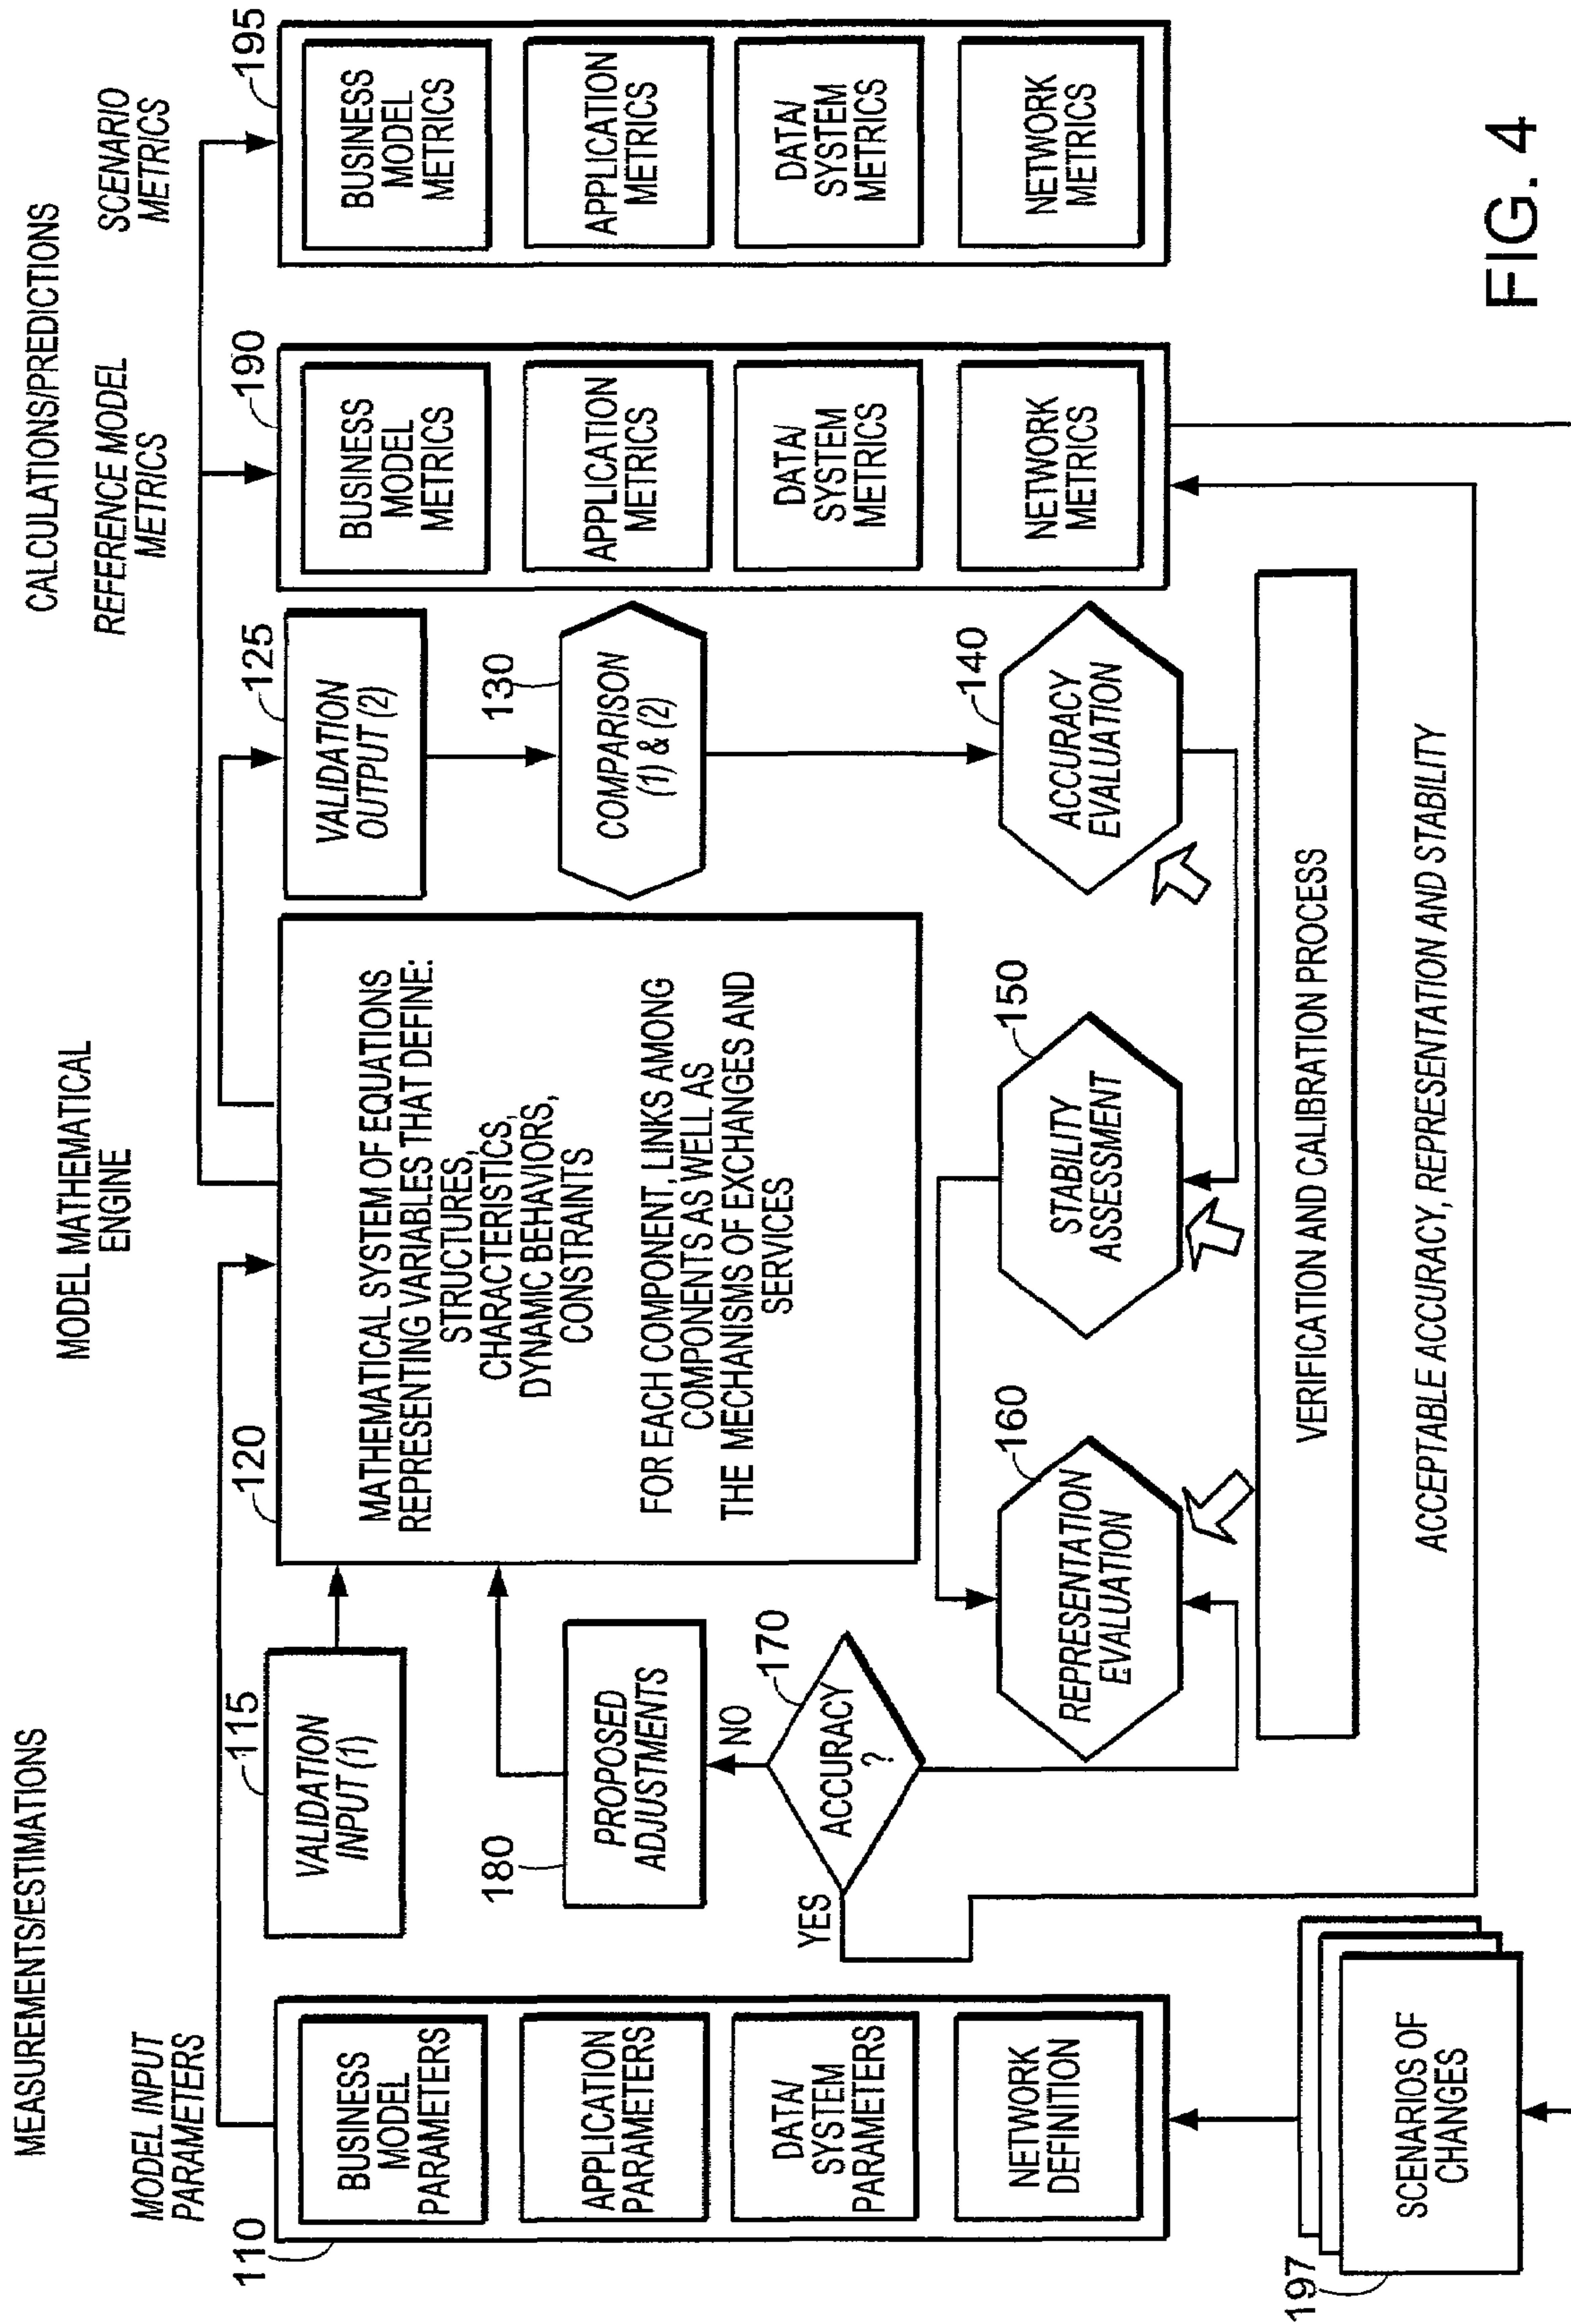 MEASUREMENTS/ESTIMATIONS
MODEL MATHEMATICAL
ENGINE
CALCULATIONS/PREDICTIONS
MODEL INPUT
PARAMETERS
REFERENCE MODEL
METRICS
SCENARIO
METRICS
110
BUSINESS
MODEL
PARAMETERS
APPLICATION
PARAMETERS
DATA/
SYSTEM
PARAMETERS
NETWORK
DEFINITION
115
VALIDATION
INPUT (1)
180
PROPOSED
ADJUSTMENTS
NO
170
ACCURACY
?
YES
120
MATHEMATICAL SYSTEM OF EQUATIONS
REPRESENTING VARIABLES THAT DEFINE:
STRUCTURES,
CHARACTERISTICS,
DYNAMIC BEHAVIORS,
CONSTRAINTS
FOR EACH COMPONENT, LINKS AMONG
COMPONENTS AS WELL AS
THE MECHANISMS OF EXCHANGES AND
SERVICES
125
VALIDATION
OUTPUT (2)
130
COMPARISON
(1) & (2)
160
REPRESENTATION
EVALUATION
150
STABILITY
ASSESSMENT
140
ACCURACY
EVALUATION
190
BUSINESS
MODEL
METRICS
APPLICATION
METRICS
DATA/
SYSTEM
METRICS
NETWORK
METRICS
195
BUSINESS
MODEL
METRICS
APPLICATION
METRICS
DATA/
SYSTEM
METRICS
NETWORK
METRICS
VERIFICATION AND CALIBRATION PROCESS
ACCEPTABLE ACCURACY, REPRESENTATION AND STABILITY
197
SCENARIOS OF
CHANGES
FIG. 4